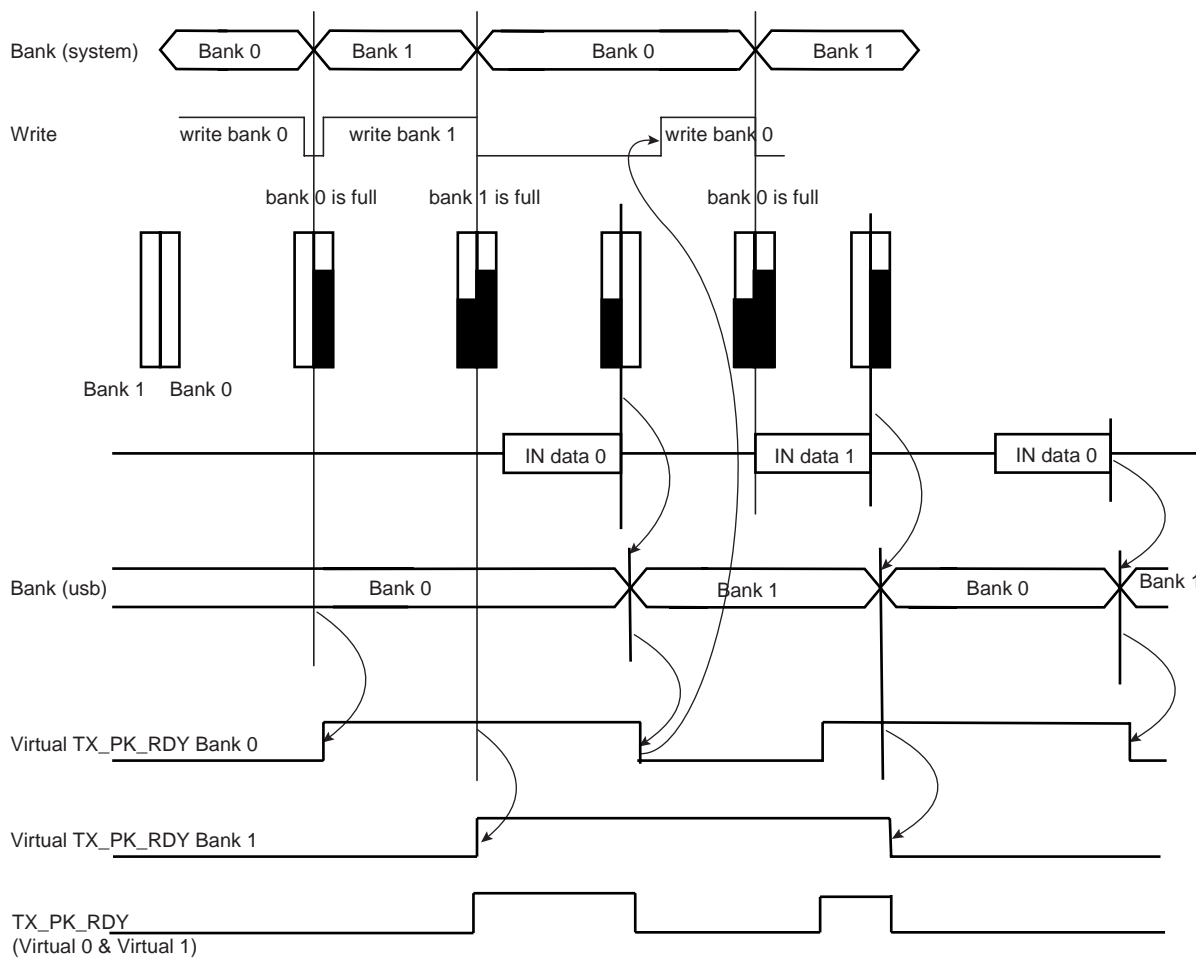 Bank (system)
Bank 0
Bank 1
Bank 0
Bank 1
Write
write bank 0
write bank 1
write bank 0
bank 0 is full
bank 1 is full
bank 0 is full
Bank 1
Bank 0
IN data 0
IN data 1
IN data 0
Bank (usb)
Bank 0
Bank 1
Bank 0
Bank 1
Virtual TX_PK_RDY Bank 0
Virtual TX_PK_RDY Bank 1
TX_PK_RDY
(Virtual 0 & Virtual 1)